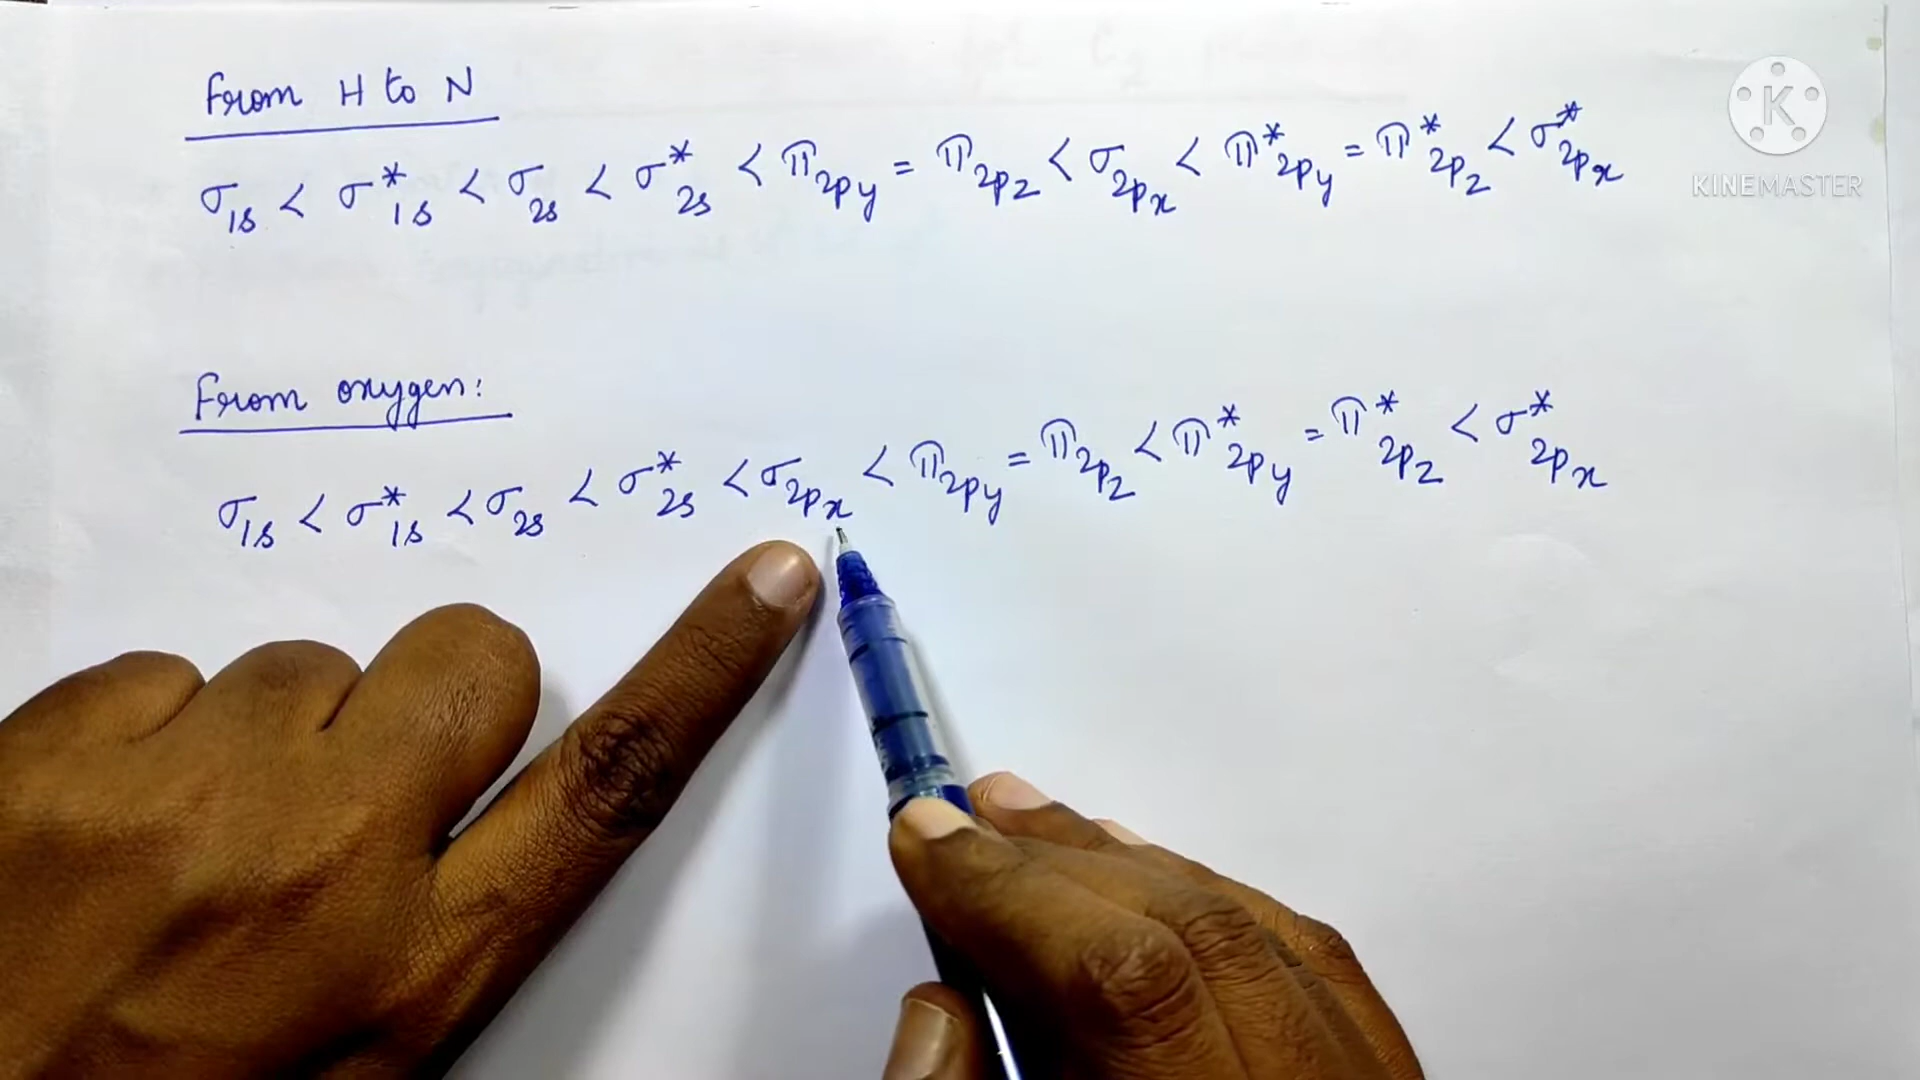 From H to N
σ1s < σ*1s < σ2s < σ*2s < π2py = π2pz < σ2px < π*2py = π*2pz < σ*2px
K
KINEMASTER
From oxygen:
σ1s < σ*1s < σ2s < σ*2s < σ2px < π2py = π2pz < π*2py = π*2pz < σ*2px